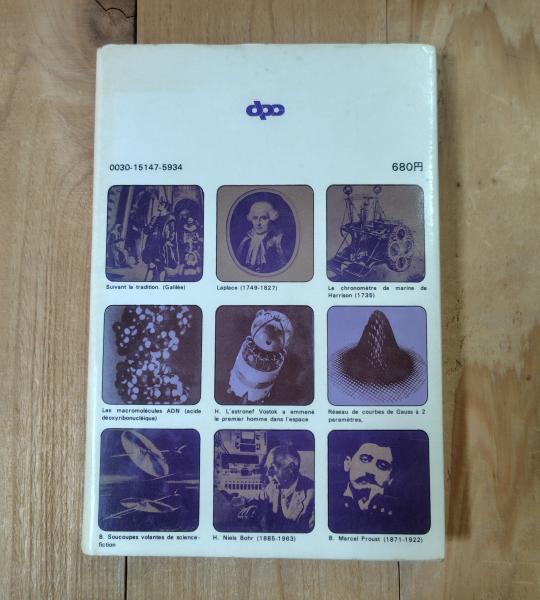 dpc
0030-15147-5934
680円
Suivant la tradition. (Galilée)
Laplace (1749-1827)
Le chronomètre de marine de
Harrison (1735)
Les macromolécules ADN (acide
déoxyribonucléique)
H. L'astronef Vostok a emmené
le premier homme dans l'espace
Réseau de courbes de Gauss à 2
paramètres,
B. Soucoupes volantes de science-
fiction
H. Niels Bohr (1885-1963)
B. Marcel Proust (1871-1922)